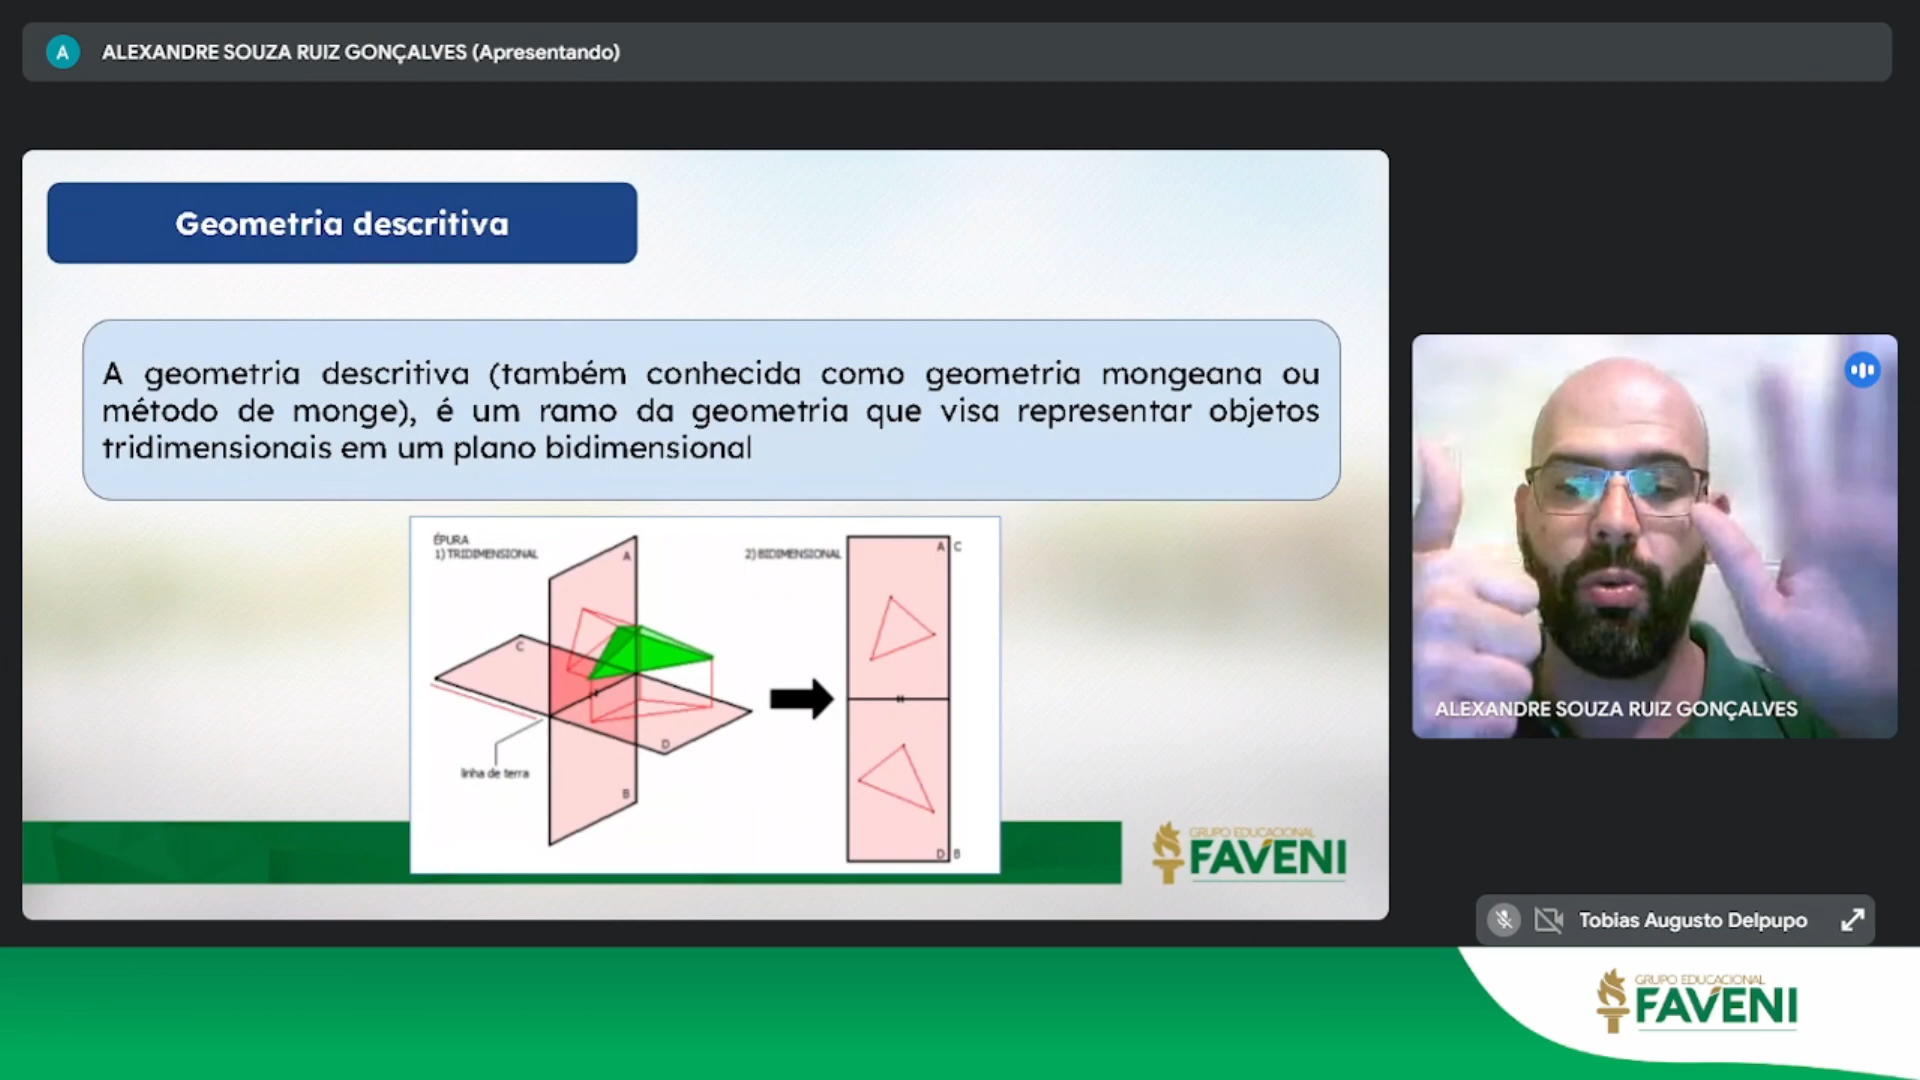 A
ALEXANDRE SOUZA RUIZ GONÇALVES (Apresentando)
Geometria descritiva
A geometria descritiva (também conhecida como geometria mongeana ou
método de monge), é um ramo da geometria que visa representar objetos
tridimensionais em um plano bidimensional
ÉPURA
1) TRIDIMENSIONAL
A
C
D
B
linha de terra
2) BIDIMENSIONAL
A C
D B
GRUPO EDUCACIONAL
FAVENI
ALEXANDRE SOUZA RUIZ GONÇALVES
Tobias Augusto Delpupo
GRUPO EDUCACIONAL
FAVENI